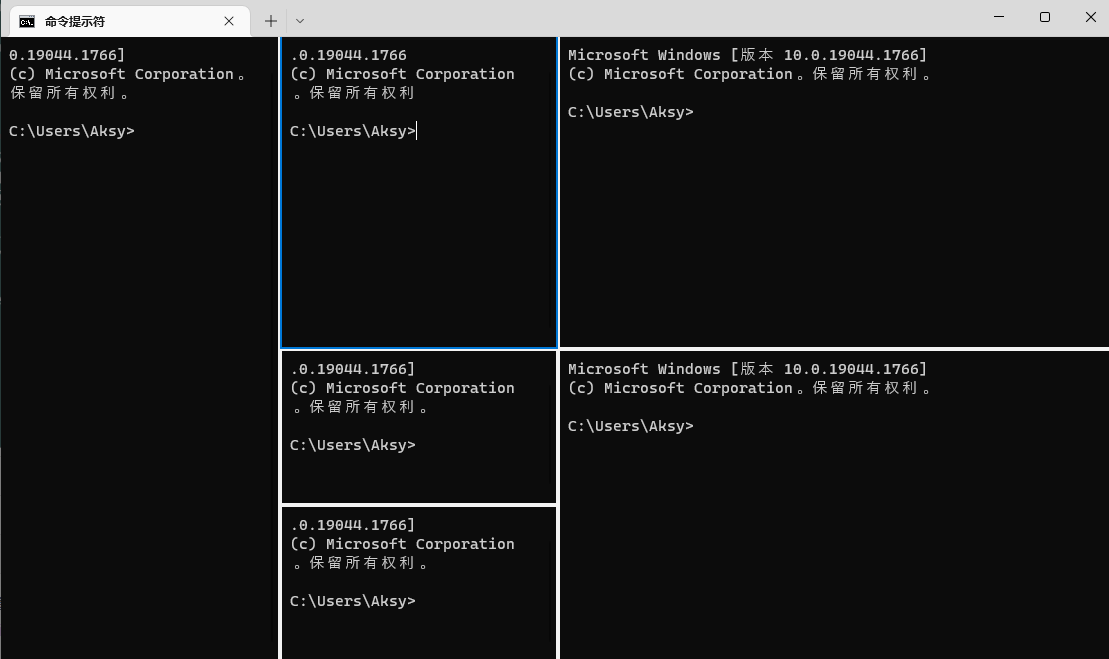 命令提示符
0.19044.1766]
(c) Microsoft Corporation。
保留所有权利。
C:\Users\Aksy>
.0.19044.1766
(c) Microsoft Corporation
。保留所有权利
C:\Users\Aksy>
Microsoft Windows [版本 10.0.19044.1766]
(c) Microsoft Corporation。保留所有权利。
C:\Users\Aksy>
.0.19044.1766]
(c) Microsoft Corporation
。保留所有权利。
C:\Users\Aksy>
.0.19044.1766]
(c) Microsoft Corporation
。保留所有权利。
C:\Users\Aksy>
Microsoft Windows [版本 10.0.19044.1766]
(c) Microsoft Corporation。保留所有权利。
C:\Users\Aksy>